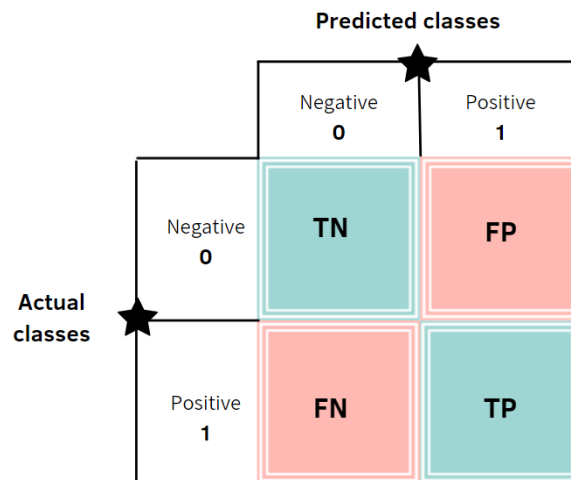 Predicted classes
Negative Positive
0 1
Negative
0
TN FP
Actual
classes
Positive
1
FN TP